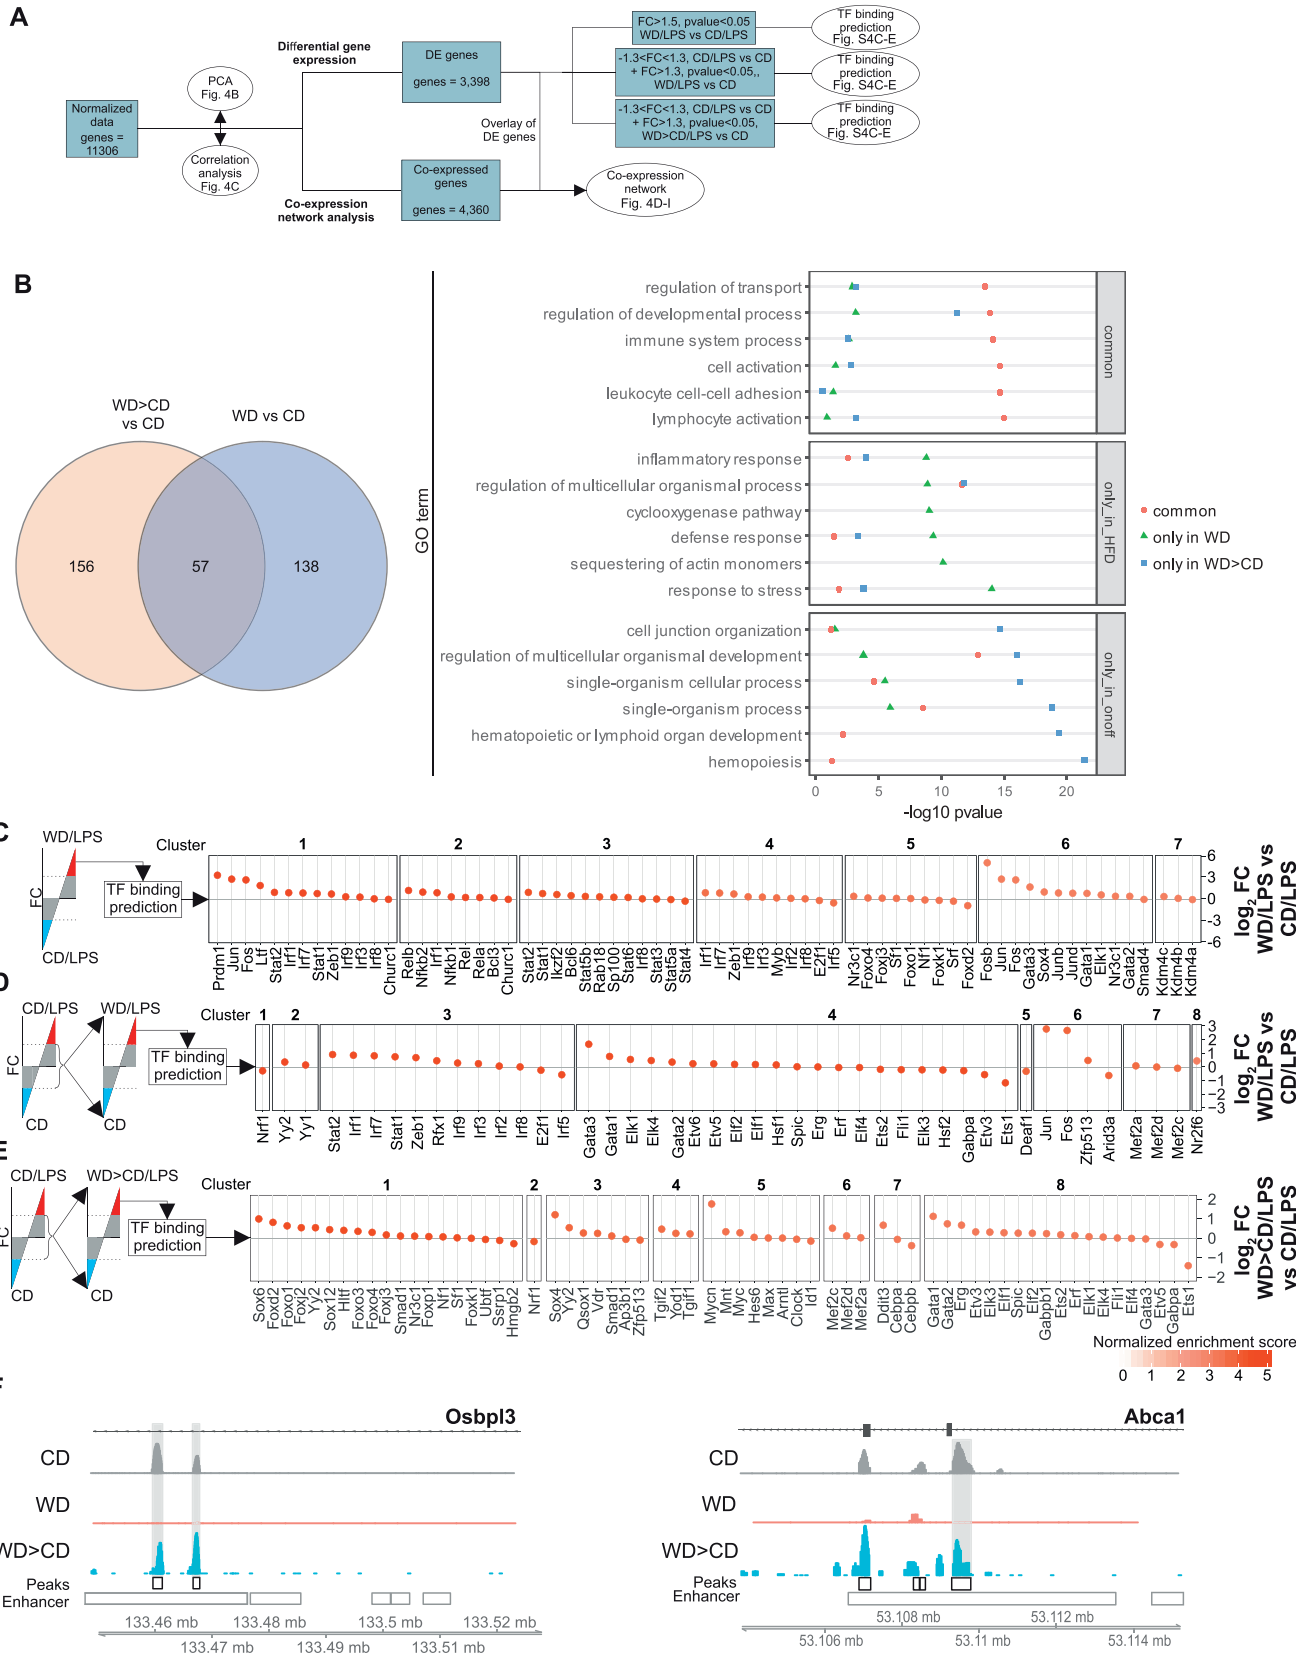 A
Normalized
data
genes =
11306
PCA
Fig. 4B
Correlation
analysis
Fig. 4C
Differential gene
expression
Co-expression
network analysis
DE genes
genes = 3,398
Overlay of
DE genes
Co-expressed
genes
genes = 4,360
Co-expression
network
Fig. 4D-I
FC>1.5, pvalue<0.05
WD/LPS vs CD/LPS
-1.3<FC<1.3, CD/LPS vs CD
+ FC>1.3, pvalue<0.05,,
WD/LPS vs CD
-1.3<FC<1.3, CD/LPS vs CD
+ FC>1.3, pvalue<0.05,
WD>CD/LPS vs CD
TF binding
prediction
Fig. S4C-E
TF binding
prediction
Fig. S4C-E
TF binding
prediction
Fig. S4C-E
B
WD>CD
vs CD
WD vs CD
156
57
138
GO term
regulation of transport
regulation of developmental process
immune system process
cell activation
leukocyte cell-cell adhesion
lymphocyte activation
common
inflammatory response
regulation of multicellular organismal process
cyclooxygenase pathway
defense response
sequestering of actin monomers
response to stress
only_in_HFD
cell junction organization
regulation of multicellular organismal development
single-organism cellular process
single-organism process
hematopoietic or lymphoid organ development
hemopoiesis
only_in_onoff
0 5 10 15 20
-log10 pvalue
common
only in WD
only in WD>CD
C
WD/LPS
FC
CD/LPS
TF binding
prediction
Cluster 1 2 3 4 5 6 7
6
3
0
-3
-6
log2 FC
WD/LPS vs
CD/LPS
Prdm1 Jun Fos Ltf Stat2 Irf1 Irf7 Stat1 Zeb1 Irf9 Irf3 Irf8 Churc1
Relb Nfkb2 Irf1 Nfkb1 Rel Rela Bcl3 Churc1
Stat2 Stat1 Ikzf2 Bcl6 Stat5b Rab18 Sp100 Stat6 Irf8 Stat3 Stat5a Stat4
Irf1 Irf7 Zeb1 Irf9 Irf3 Myb Irf2 Irf8 E2f1 Irf5
Nr3c1 Foxo4 Foxj3 Sf1 Foxo1 Nf1 Foxk1 Srf Foxd2
Fosb Jun Fos Gata3 Sox4 Junb Jund Gata1 Elk1 Nr3c1 Gata2 Smad4
Kdm4c Kdm4b Kdm4a
D
CD/LPS
WD/LPS
FC
CD
CD
TF binding
prediction
Cluster 1 2 3 4 5 6 7 8
3
2
1
0
-1
-2
-3
log2 FC
WD/LPS vs
CD/LPS
Nrf1
Yy2 Yy1
Stat2 Irf1 Irf7 Stat1 Zeb1 Rfx1 Irf9 Irf3 Irf2 Irf8 E2f1 Irf5
Gata3 Gata1 Elk1 Elk4 Gata2 Etv6 Etv5 Elf2 Elf1 Hsf1 Spic Erg Erf Elf4 Ets2 Fli1 Elk3 Hsf2 Gabpa Etv3 Ets1
Deaf1
Jun Fos Zfp513 Arid3a
Mef2a Mef2d Mef2c
Nr2f6
E
CD/LPS
WD>CD/LPS
FC
CD
CD
TF binding
prediction
Cluster 1 2 3 4 5 6 7 8
2
1
0
-1
-2
log2 FC
WD>CD/LPS
vs CD/LPS
Sox6 Foxd2 Foxo1 Foxj2 Yy2 Sox12 Hltf Foxo3 Foxo4 Foxj3 Smad1 Nr3c1 Foxp1 Nf1 Sf1 Foxk1 Ubtf Ssrp1 Hmgb2
Nrf1
Sox4 Yy2 Qsox1 Vdr Smad1 Ap3b1 Zfp513
Tgif2 Yod1 Tgif1
Mycn Mnt Myc Hes6 Max Arntl Clock Id1
Mef2c Mef2d Mef2a
Ddit3 Cebpa Cebpb
Gata1 Gata2 Erg Etv3 Elk3 Elf1 Spic Elf2 Gabpb1 Ets2 Erf Elk1 Elk4 Fli1 Elf4 Gata3 Etv5 Gabpa Ets1
Normalized enrichment score
0 1 2 3 4 5
F
Osbpl3
CD
WD
WD>CD
Peaks
Enhancer
133.46 mb 133.48 mb 133.5 mb 133.52 mb
133.47 mb 133.49 mb 133.51 mb
Abca1
CD
WD
WD>CD
Peaks
Enhancer
53.108 mb 53.112 mb
53.106 mb 53.11 mb 53.114 mb